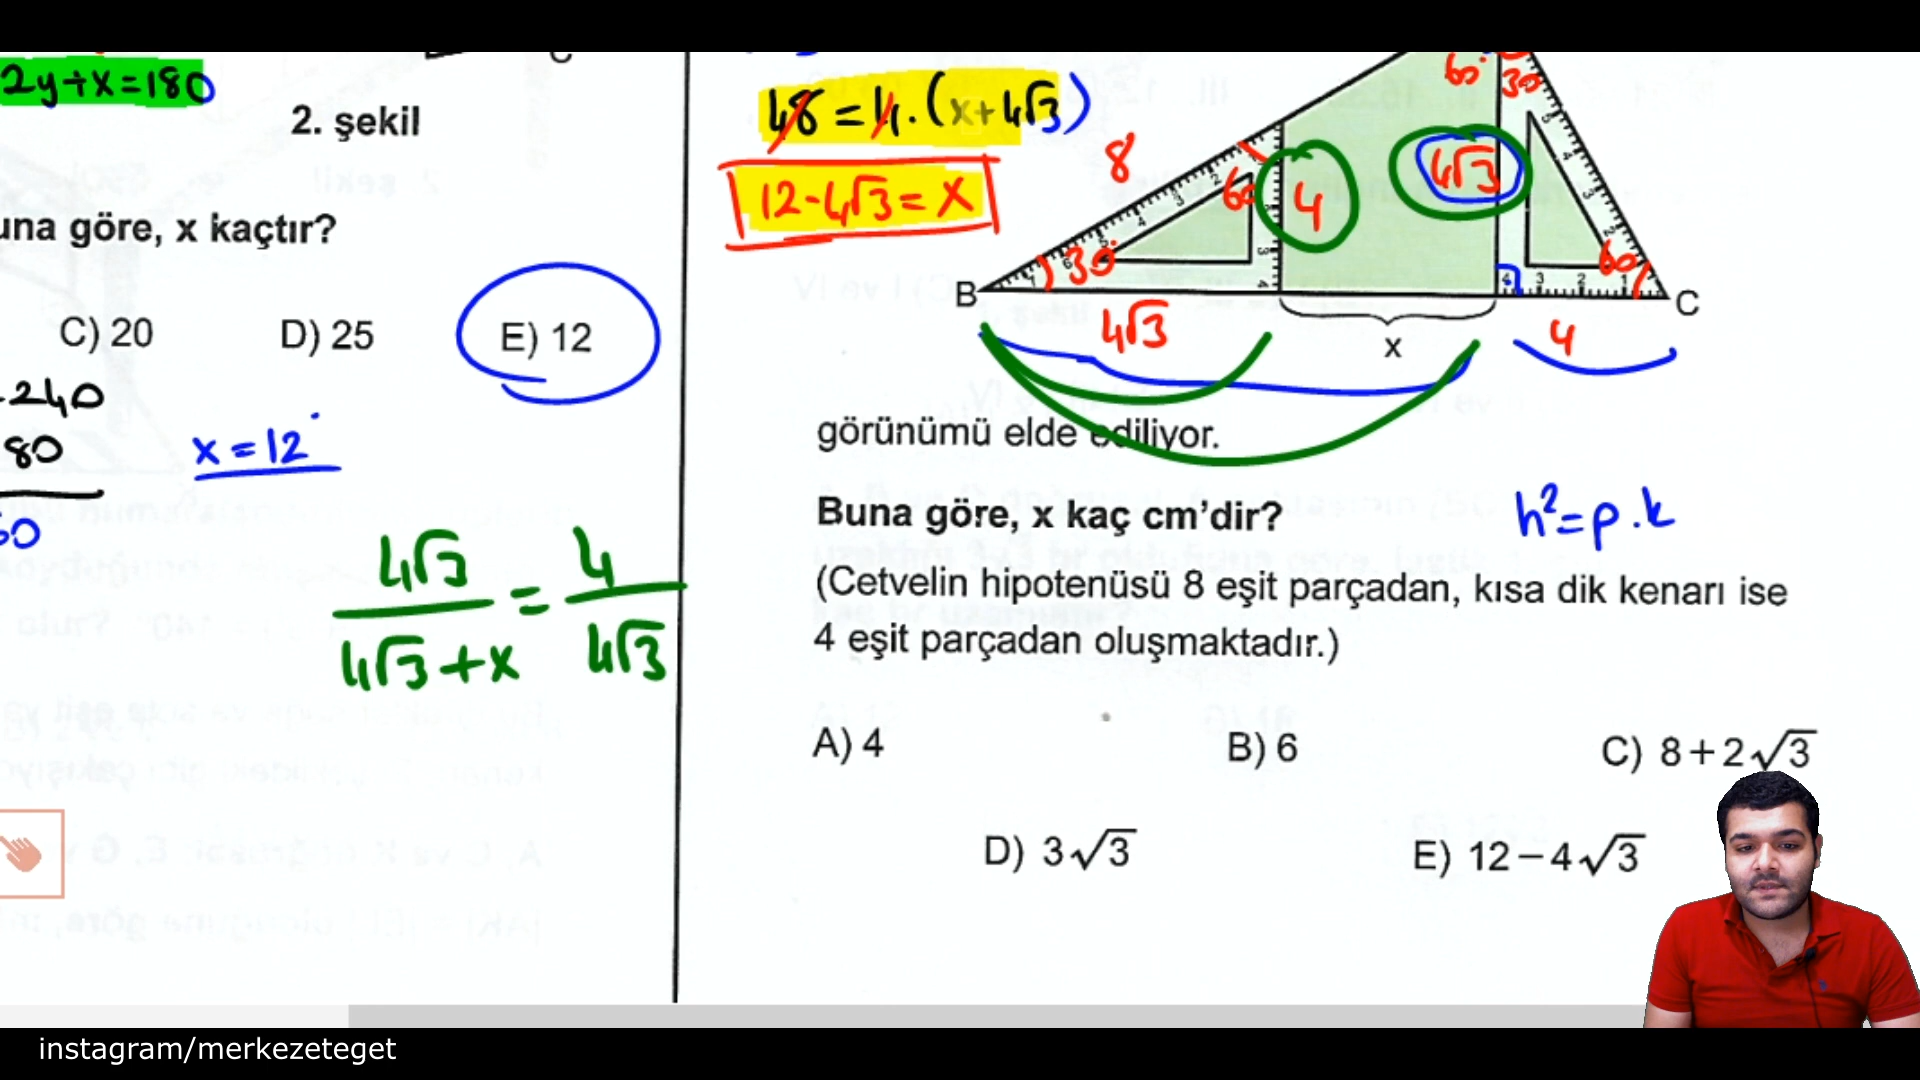 2y+x=180
2. şekil
una göre, x kaçtır?
C) 20
D) 25
E) 12
240
80
x=12
4√3/4√3+x = 4/4√3
48=4.(x+4√3)
12-4√3=x
8
60°
30
30
60
4
4√3
60
B
C
4√3
x
4
görünümü elde ediliyor.
Buna göre, x kaç cm'dir?
h²=p.k
(Cetvelin hipotenüsü 8 eşit parçadan, kısa dik kenarı ise
4 eşit parçadan oluşmaktadır.)
A) 4
B) 6
C) 8+2√3
D) 3√3
E) 12−4√3
instagram/merkezeteget